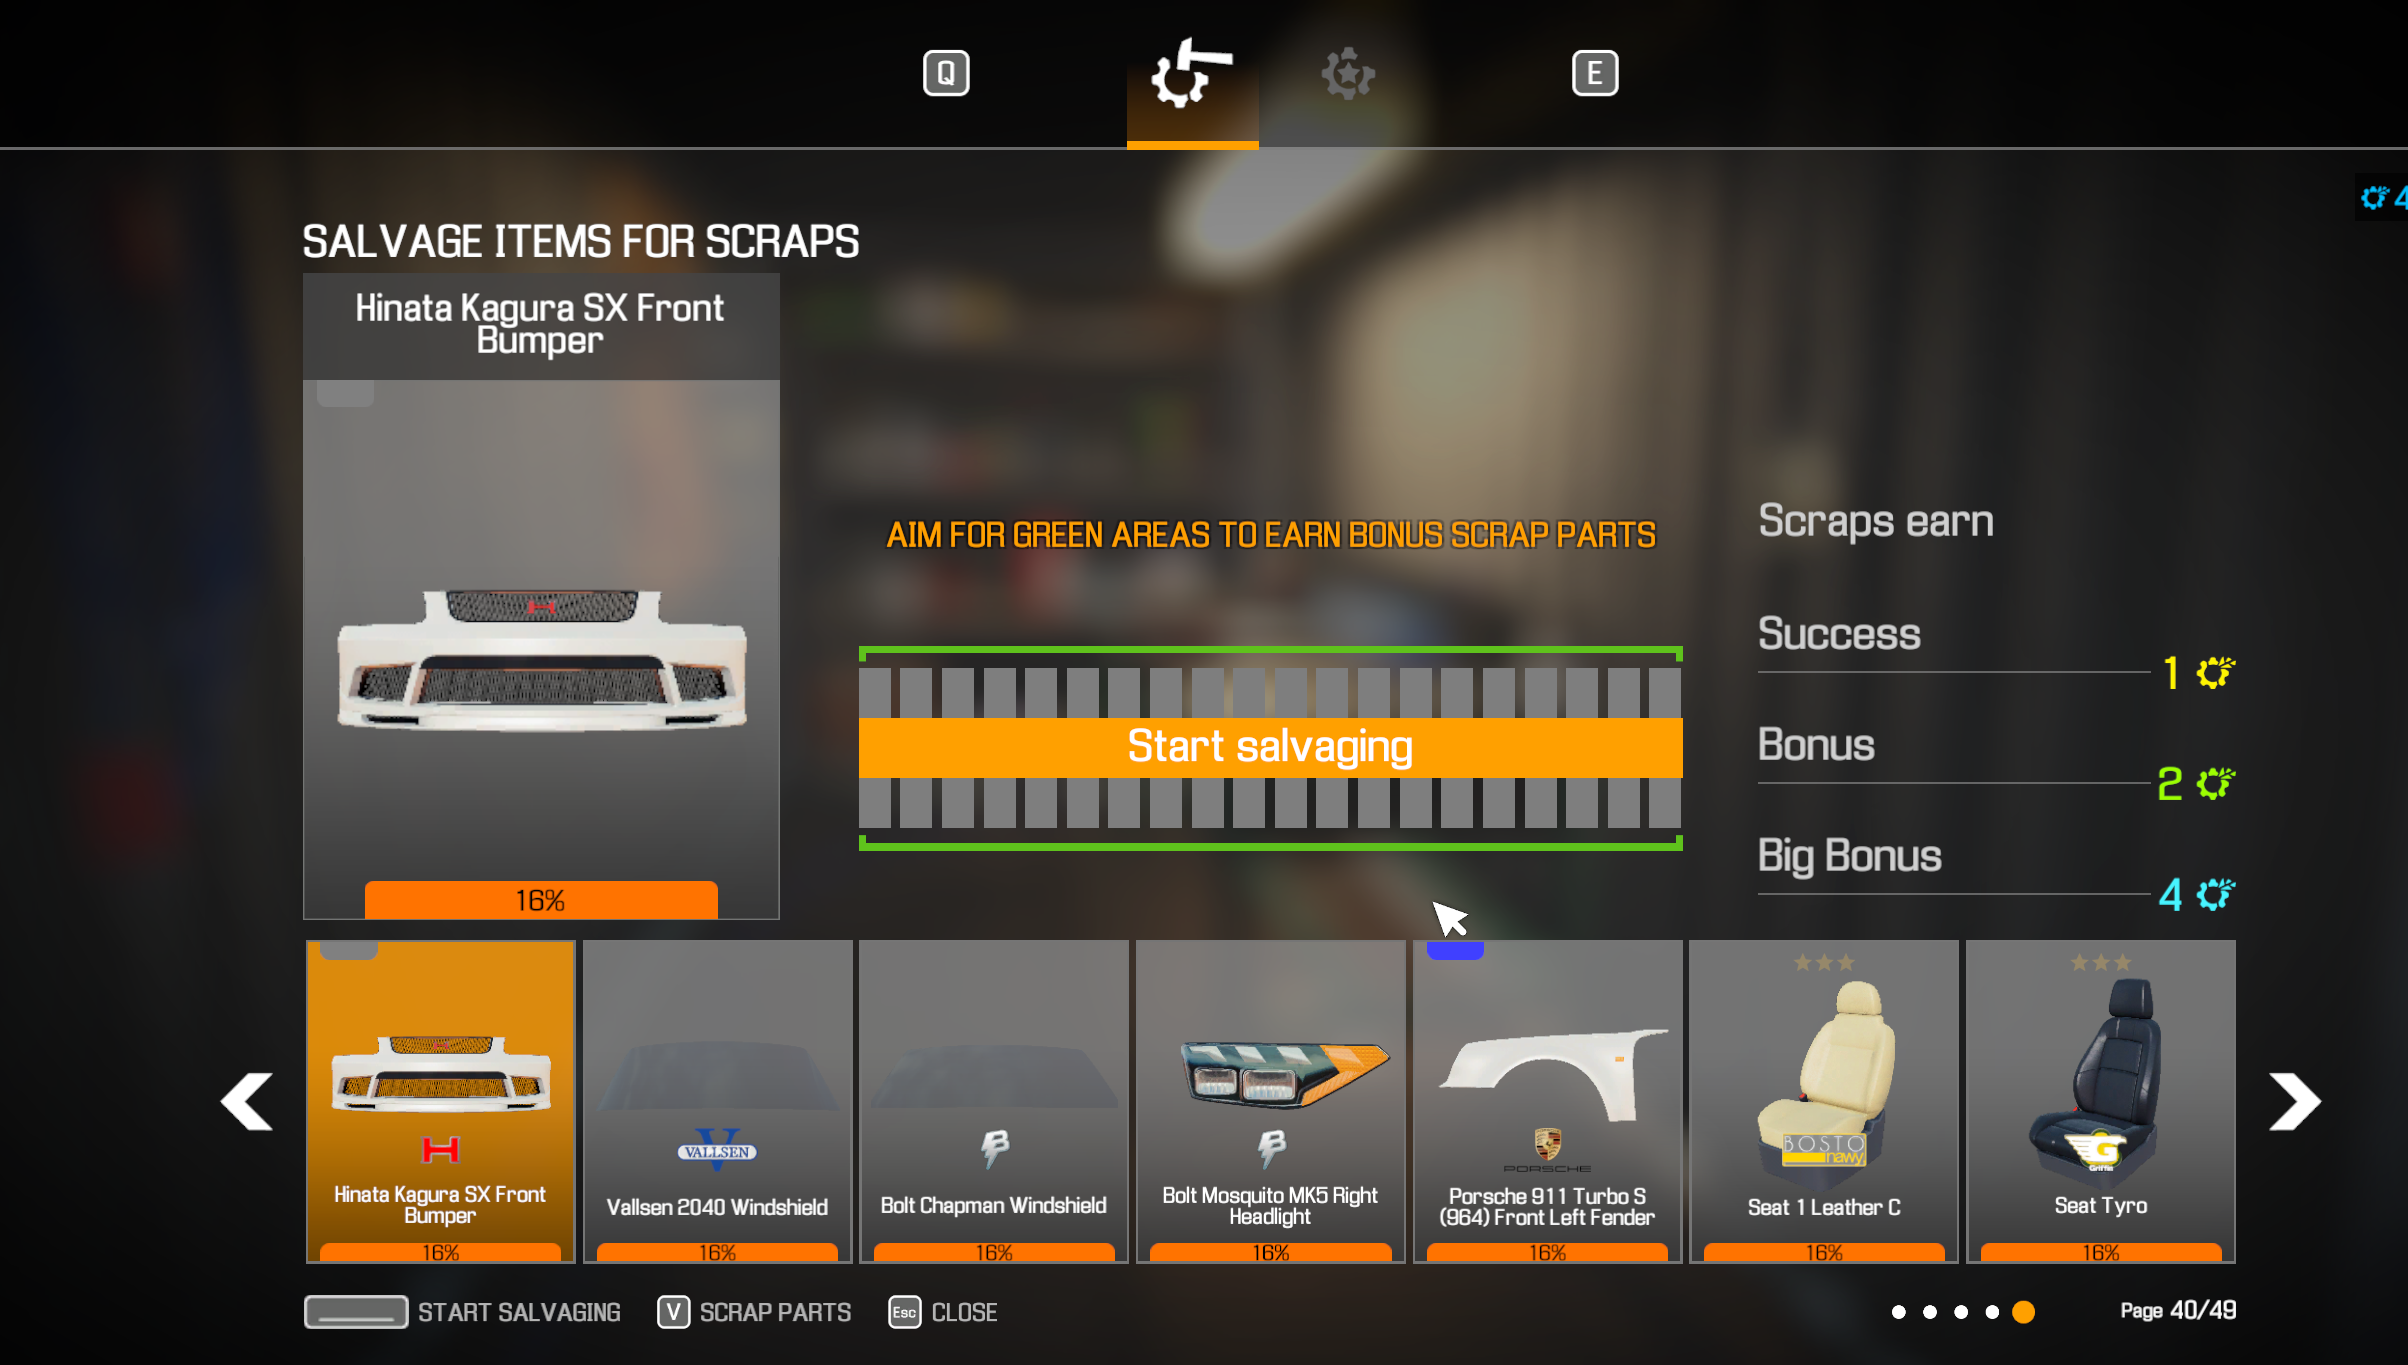 Q
E
4
SALVAGE ITEMS FOR SCRAPS
Hinata Kagura SX Front
Bumper
16%
AIM FOR GREEN AREAS TO EARN BONUS SCRAP PARTS
Start salvaging
Scraps earn
Success
1
Bonus
2
Big Bonus
4
H
Hinata Kagura SX Front
Bumper
16%
VALLSEN
Vallsen 2040 Windshield
16%
B
Bolt Chapman Windshield
16%
B
Bolt Mosquito MK5 Right
Headlight
16%
PORSCHE
Porsche 911 Turbo S
(964) Front Left Fender
16%
BOSTO
nawy
Seat 1 Leather C
16%
G
Griffin
Seat Tyro
16%
START SALVAGING
V SCRAP PARTS
Esc CLOSE
Page 40/49